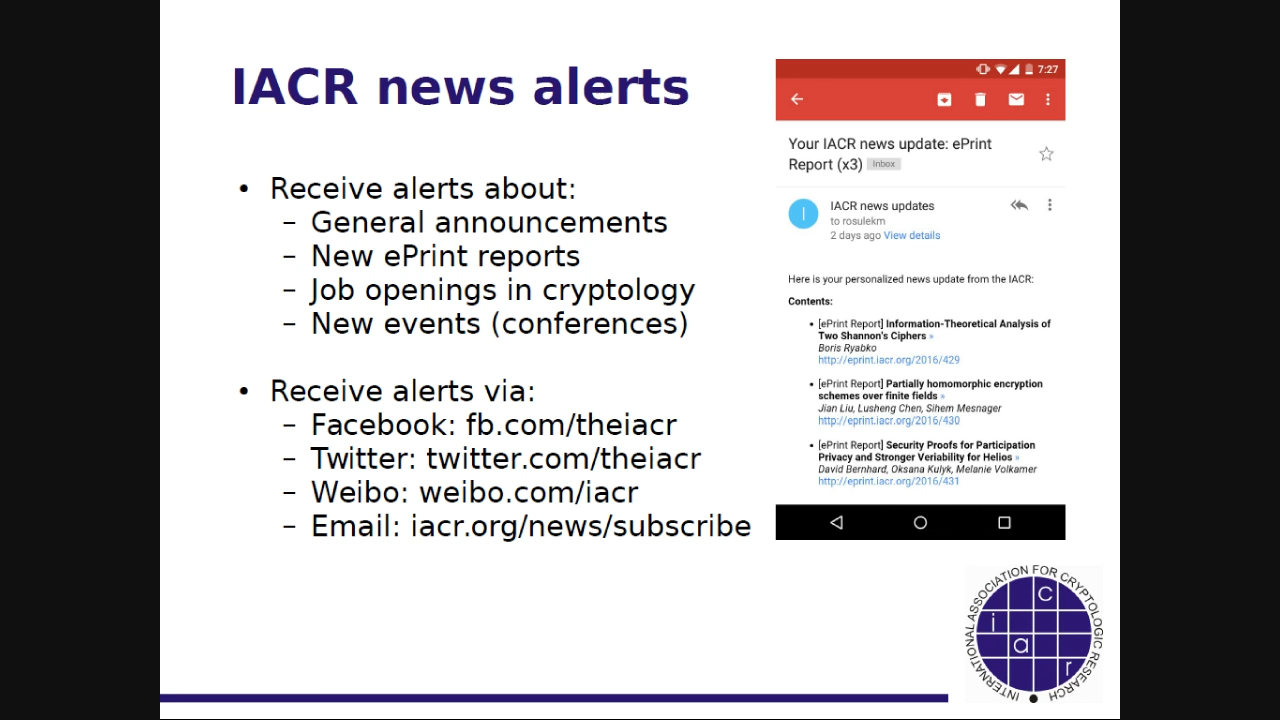 IACR news alerts
• Receive alerts about:
– General announcements
– New ePrint reports
– Job openings in cryptology
– New events (conferences)
• Receive alerts via:
– Facebook: fb.com/theiacr
– Twitter: twitter.com/theiacr
– Weibo: weibo.com/iacr
– Email: iacr.org/news/subscribe
7:27
Your IACR news update: ePrint
Report (x3) Inbox
I
IACR news updates
to rosulekm
2 days ago View details
Here is your personalized news update from the IACR:
Contents:
• [ePrint Report] Information-Theoretical Analysis of
Two Shannon's Ciphers »
Boris Ryabko
http://eprint.iacr.org/2016/429
• [ePrint Report] Partially homomorphic encryption
schemes over finite fields »
Jian Liu, Lusheng Chen, Sihem Mesnager
http://eprint.iacr.org/2016/430
• [ePrint Report] Security Proofs for Participation
Privacy and Stronger Veriability for Helios »
David Bernhard, Oksana Kulyk, Melanie Volkamer
http://eprint.iacr.org/2016/431
INTERNATIONAL ASSOCIATION FOR CRYPTOLOGIC RESEARCH
c
i
a
r